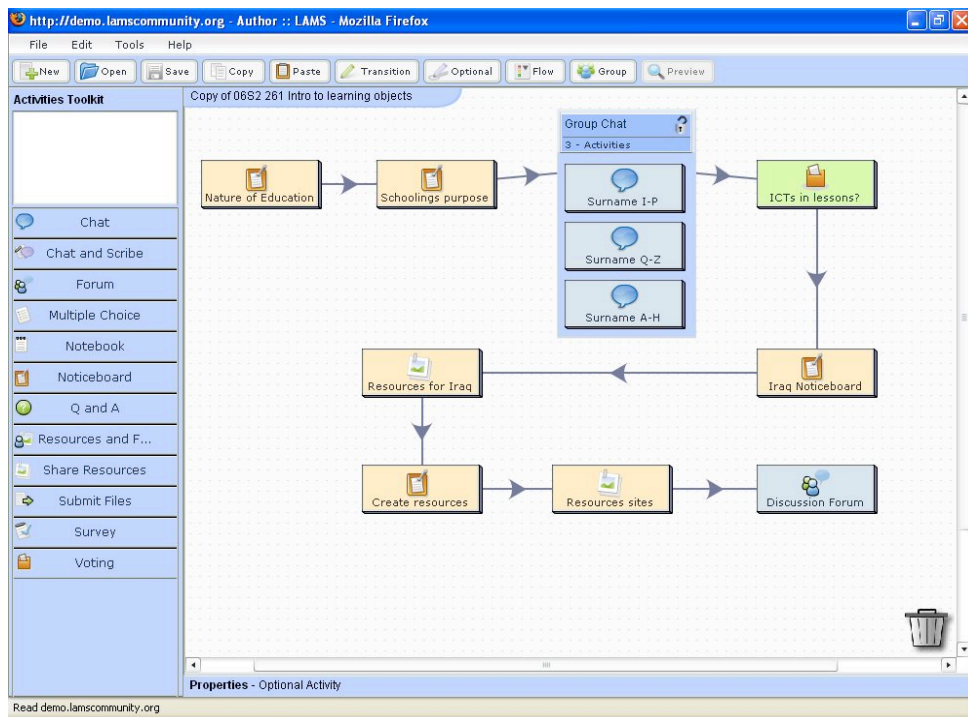 http://demo.lamscommunity.org - Author :: LAMS - Mozilla Firefox
File Edit Tools Help
New Open Save Copy Paste Transition Optional Flow Group Preview
Activities Toolkit
Copy of 06S2 261 Intro to learning objects
Group Chat
3 - Activities
Nature of Education
Schoolings purpose
Surname I-P
ICTs in lessons?
Surname Q-Z
Surname A-H
Chat
Chat and Scribe
Forum
Multiple Choice
Notebook
Noticeboard
Q and A
Resources and F...
Share Resources
Submit Files
Survey
Voting
Resources for Iraq
Iraq Noticeboard
Create resources
Resources sites
Discussion Forum
Properties - Optional Activity
Read demo.lamscommunity.org